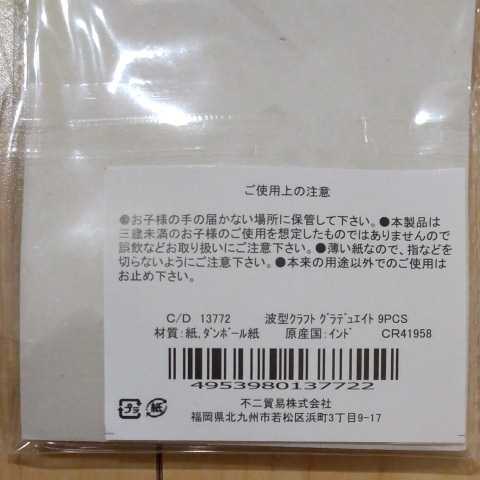 ご使用上の注意
●お子様の手の届かない場所に保管して下さい。●本製品は
三歳未満のお子様のご使用を想定したものではありませんので
誤飲などお取り扱いにご注意下さい。●薄い紙なので、指などを
切らないようにご注意下さい。●本来の用途以外でのご使用は
お止め下さい。
C/D 13772 波型クラフト グラデュエイト 9PCS
材質:紙,ダンボール紙 原産国:インド CR41958
4953980137722
プラ 紙 不二貿易株式会社
福岡県北九州市若松区浜町3丁目9-17